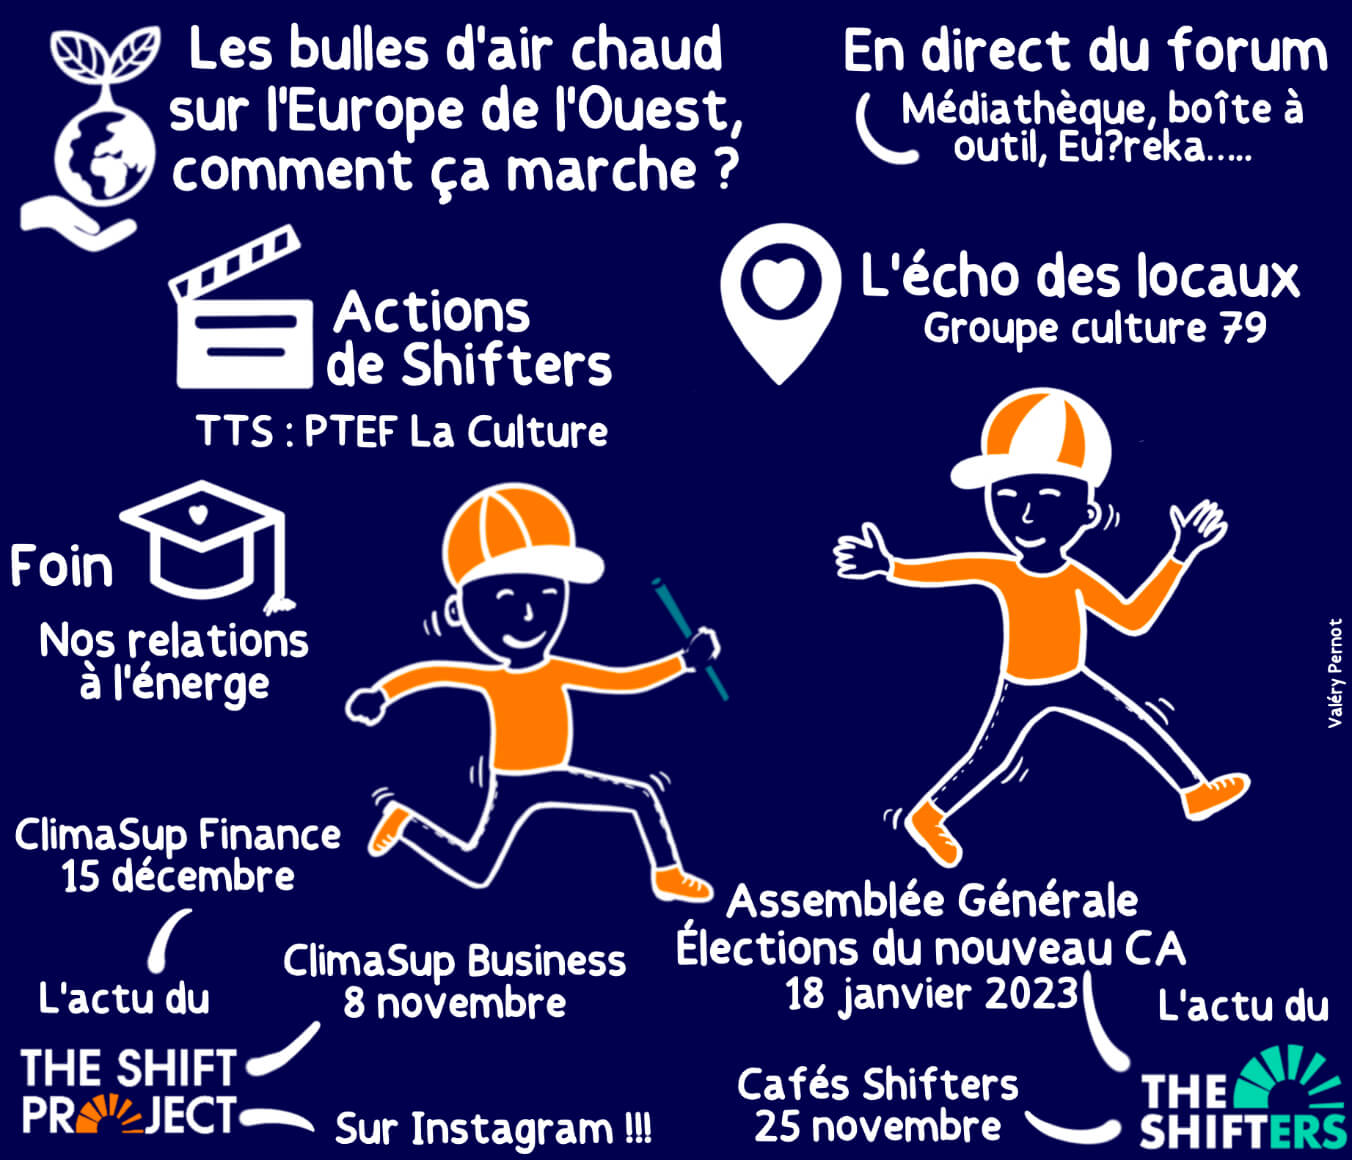 Les bulles d'air chaud
sur l'Europe de l'Ouest,
comment ça marche ?
En direct du forum
Médiathèque, boîte à
outil, Eu?reka.....
Actions
de Shifters
TTS : PTEF La Culture
L'écho des locaux
Groupe culture 79
Foin
Nos relations
à l'énerge
Valéry Pernot
ClimaSup Finance
15 décembre
L'actu du
THE SHIFT
PROJECT
ClimaSup Business
8 novembre
Sur Instagram !!!
Assemblée Générale
Élections du nouveau CA
18 janvier 2023
L'actu du
THE
SHIFTERS
Cafés Shifters
25 novembre